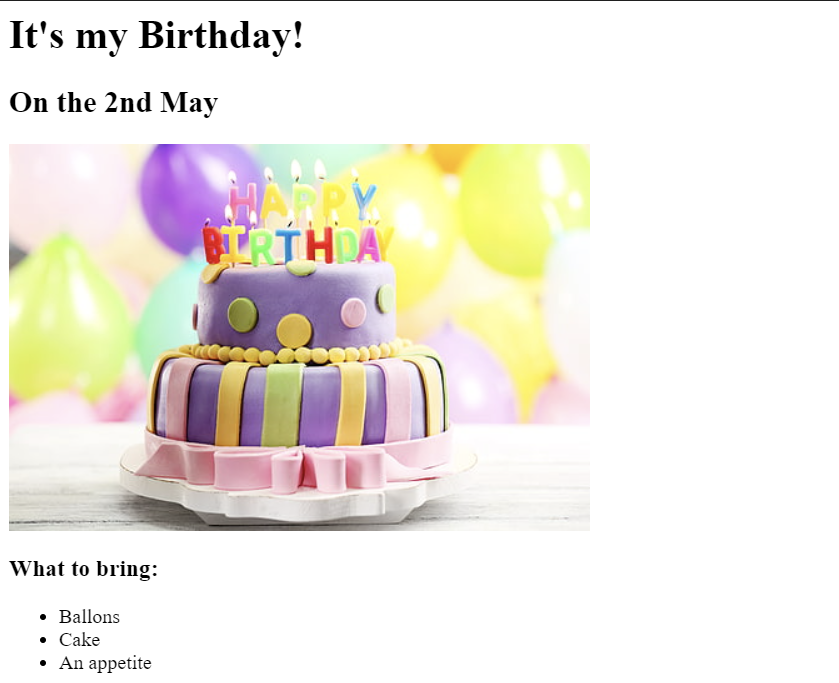 It's my Birthday!
On the 2nd May
HAPPY
BIRTHDAY
What to bring:
Ballons
Cake
An appetite